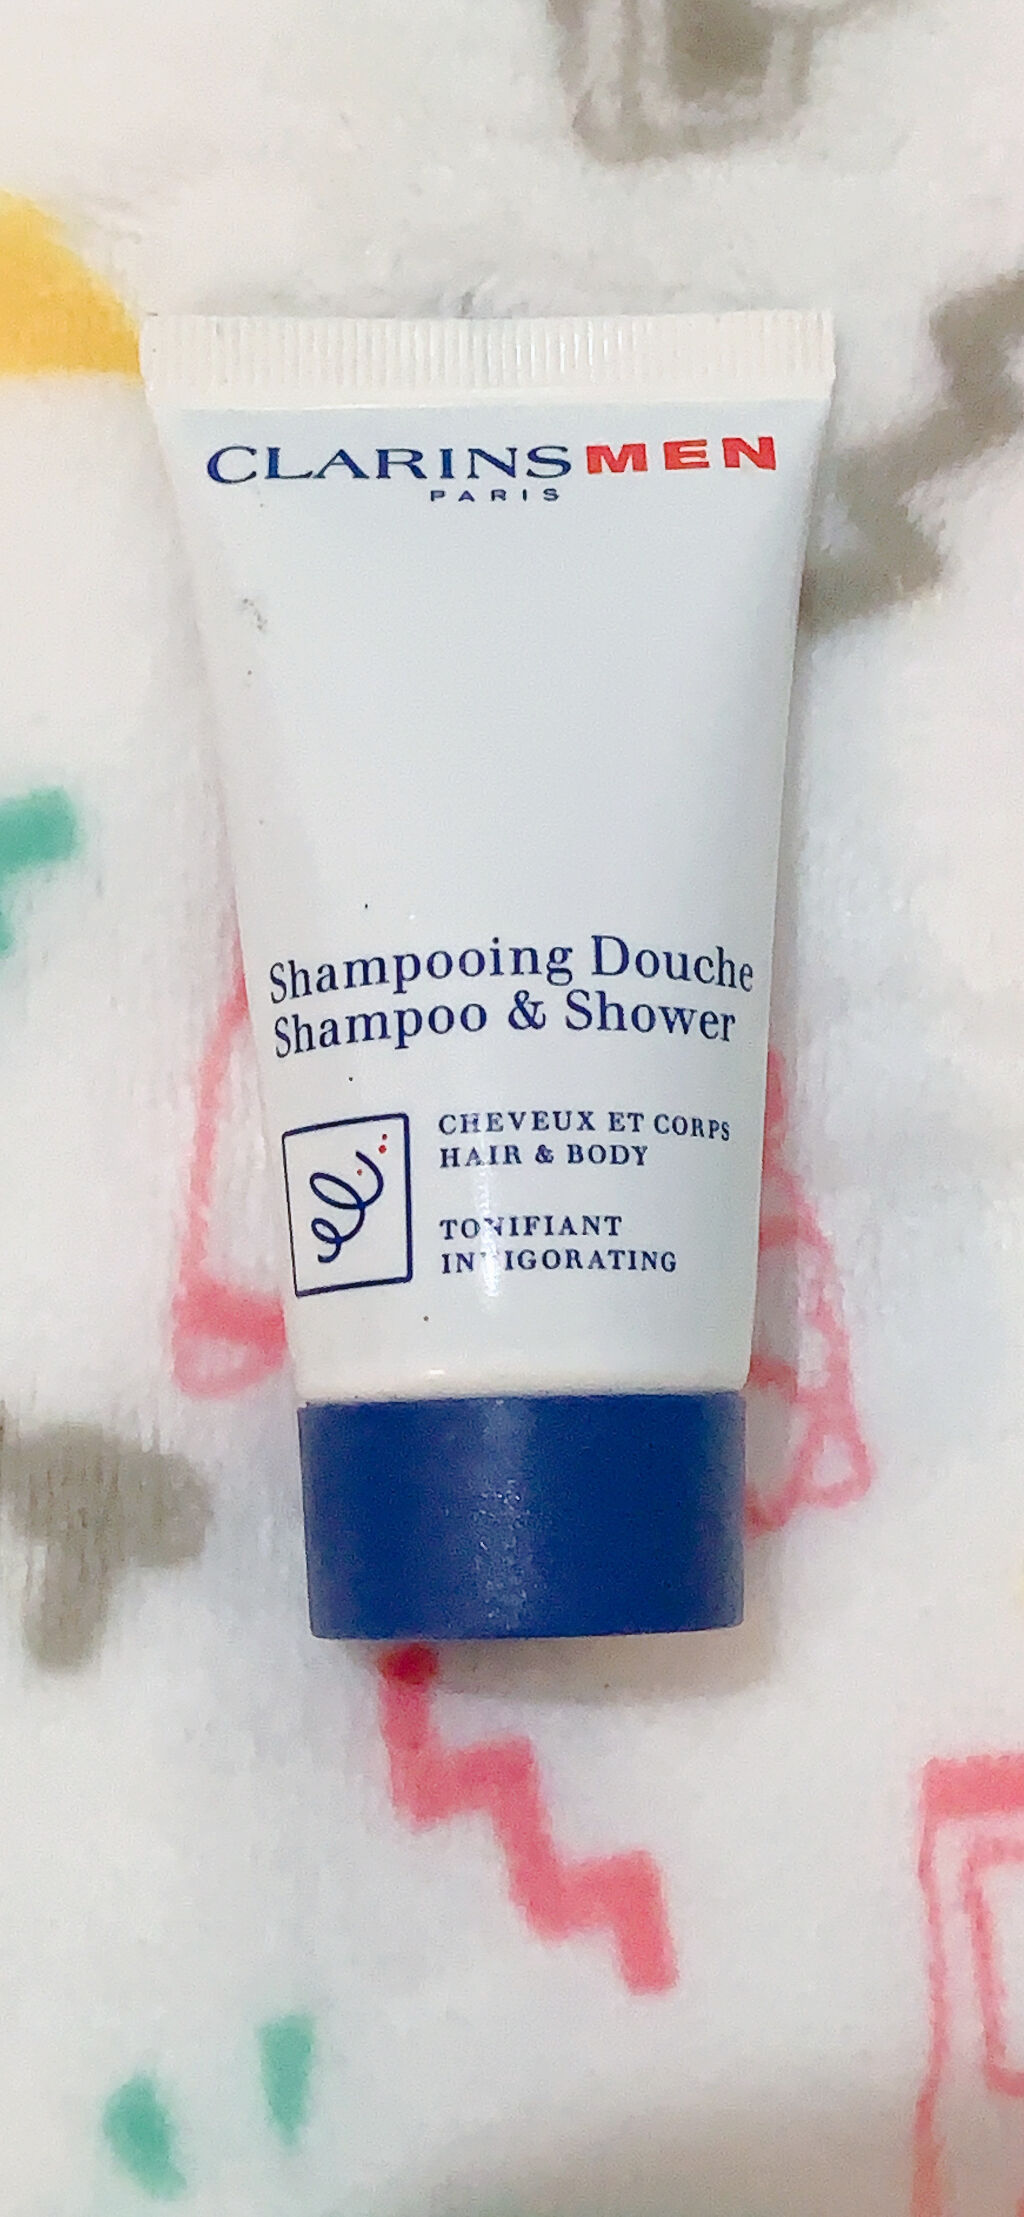 CLARINSMEN
PARIS
Shampooing Douche
Shampoo & Shower
CHEVEUX ET CORPS
HAIR & BODY
TONIFIANT
INVIGORATING